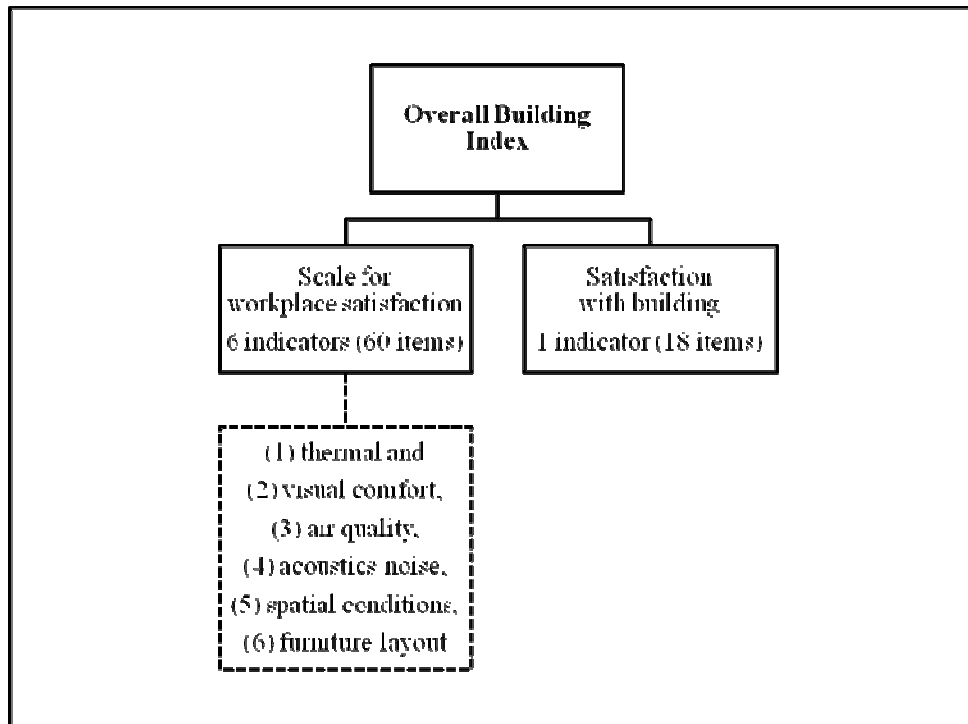 Overall Building
Index
Scale for
workplace satisfaction
6 indicators (60 items)
Satisfaction
with building
1 indicator (18 items)
(1) thermal and
(2) visual comfort,
(3) air quality,
(4) acoustics noise,
(5) spatial conditions,
(6) furniture layout